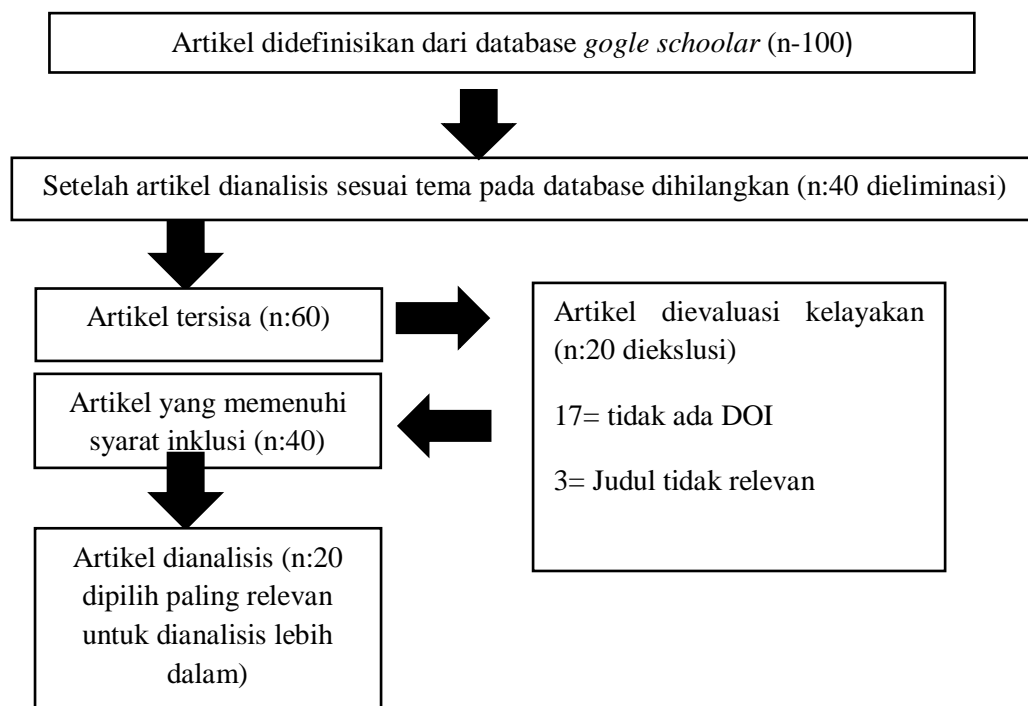 Artikel didefinisikan dari database gogle schoolar (n-100)
Setelah artikel dianalisis sesuai tema pada database dihilangkan (n:40 dieliminasi)
Artikel tersisa (n:60)
Artikel dievaluasi kelayakan
(n:20 diekslusi)
17= tidak ada DOI
3= Judul tidak relevan
Artikel yang memenuhi
syarat inklusi (n:40)
Artikel dianalisis (n:20
dipilih paling relevan
untuk dianalisis lebih
dalam)